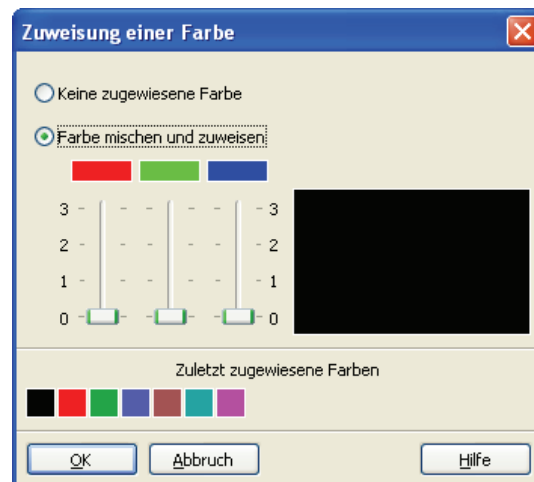 Zuweisung einer Farbe
Keine zugewiesene Farbe
Farbe mischen und zuweisen
3 3
2 2
1 1
0 0
Zuletzt zugewiesene Farben
OK Abbruch Hilfe